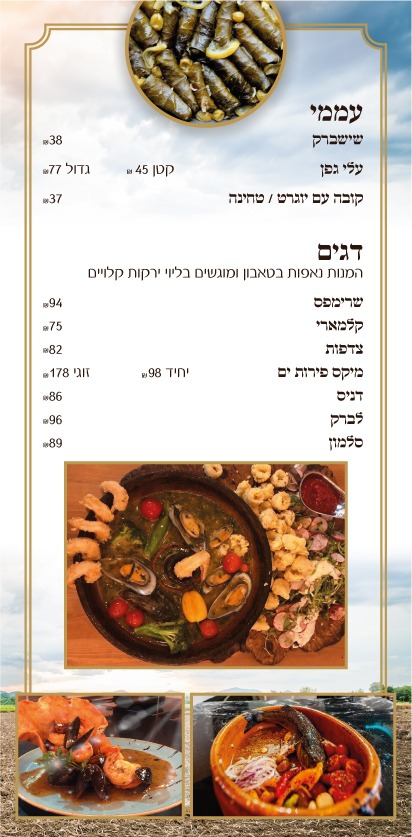 עממי
שישברק ₪38
עלי גפן קטן 45 ₪ גדול 77₪
קובה עם יוגרט / טחינה ₪37
דגים
המנות נאפות בטאבון ומוגשים בליווי ירקות קלויים
שרימפס ₪94
קלמארי ₪75
צדפות ₪82
מיקס פירות ים יחיד 98₪ זוגי 178₪
דניס ₪86
לברק ₪96
סלמון ₪89